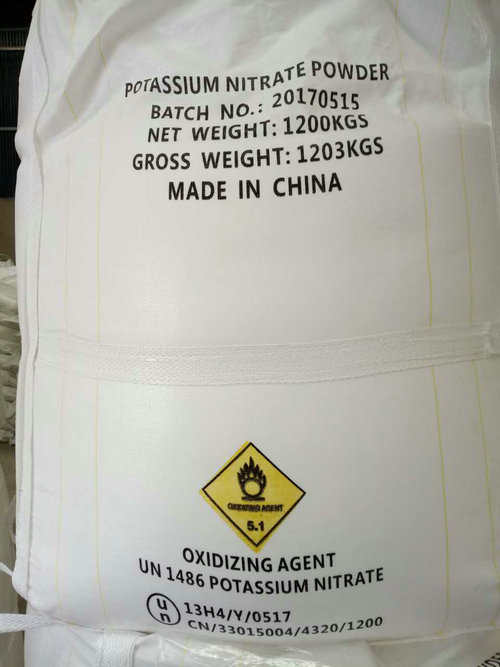 POTASSIUM NITRATE POWDER
BATCH NO.: 20170515
NET WEIGHT: 1200KGS
GROSS WEIGHT: 1203KGS
MADE IN CHINA
OXIDIZING AGENT
5.1
OXIDIZING AGENT
UN 1486 POTASSIUM NITRATE
un 13H4/Y/0517
CN/33015004/4320/1200